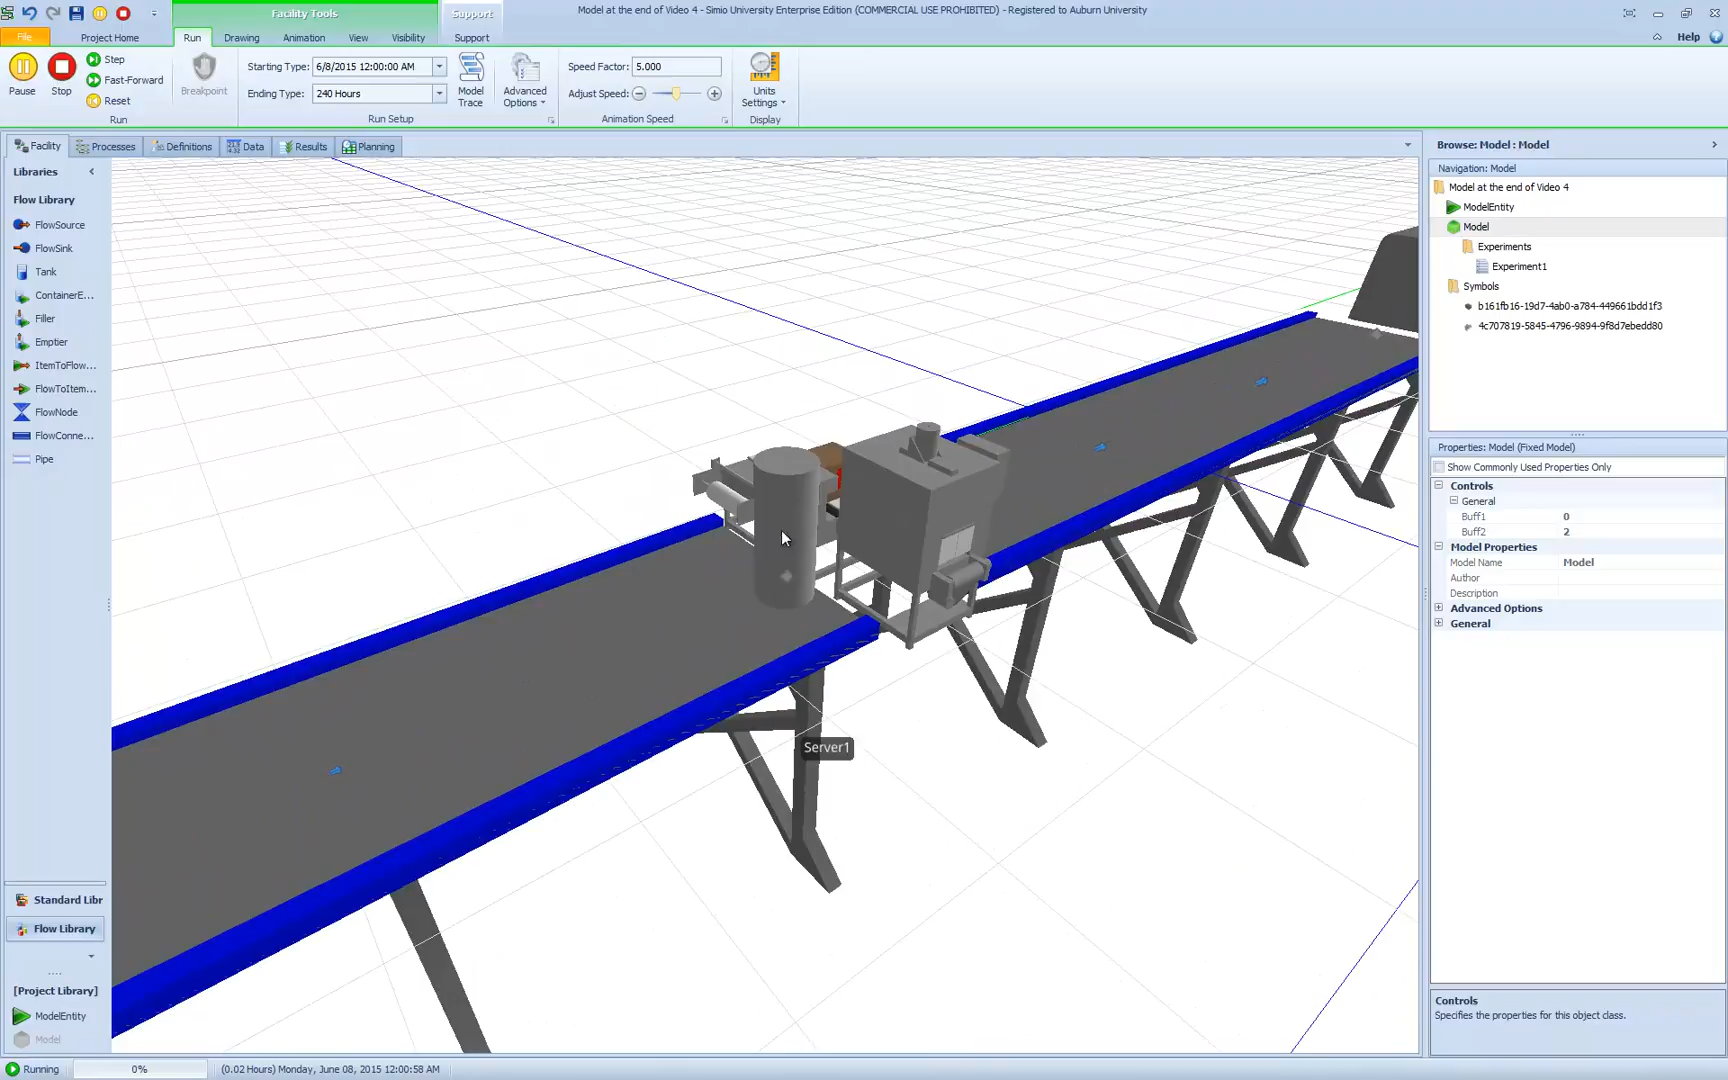 Facility Tools
Support
Model at the end of Video 4 - Simio University Enterprise Edition (COMMERCIAL USE PROHIBITED) - Registered to Auburn University
File
Project Home
Run
Drawing
Animation
View
Visibility
Support
Help
Pause
Stop
Step
Fast-Forward
Reset
Run
Breakpoint
Starting Type: 6/8/2015 12:00:00 AM
Ending Type: 240 Hours
Run Setup
Model Trace
Advanced Options
Speed Factor: 5.000
Adjust Speed:
Animation Speed
Units Settings
Display
Facility
Processes
Definitions
Data
Results
Planning
Libraries
Flow Library
FlowSource
FlowSink
Tank
ContainerE...
Filler
Emptier
ItemToFlow...
FlowToItem...
FlowNode
FlowConne...
Pipe
Standard Libr
Flow Library
[Project Library]
ModelEntity
Model
Server1
Browse: Model : Model
Navigation: Model
Model at the end of Video 4
ModelEntity
Model
Experiments
Experiment1
Symbols
b161fb16-19d7-4ab0-a784-449661bdd1f3
4c707819-5845-4796-9894-9f8d7ebedd80
Properties: Model (Fixed Model)
Show Commonly Used Properties Only
Controls
General
Buff1 0
Buff2 2
Model Properties
Model Name Model
Author
Description
Advanced Options
General
Controls
Specifies the properties for this object class.
Running
0%
(0.02 Hours) Monday, June 08, 2015 12:00:58 AM